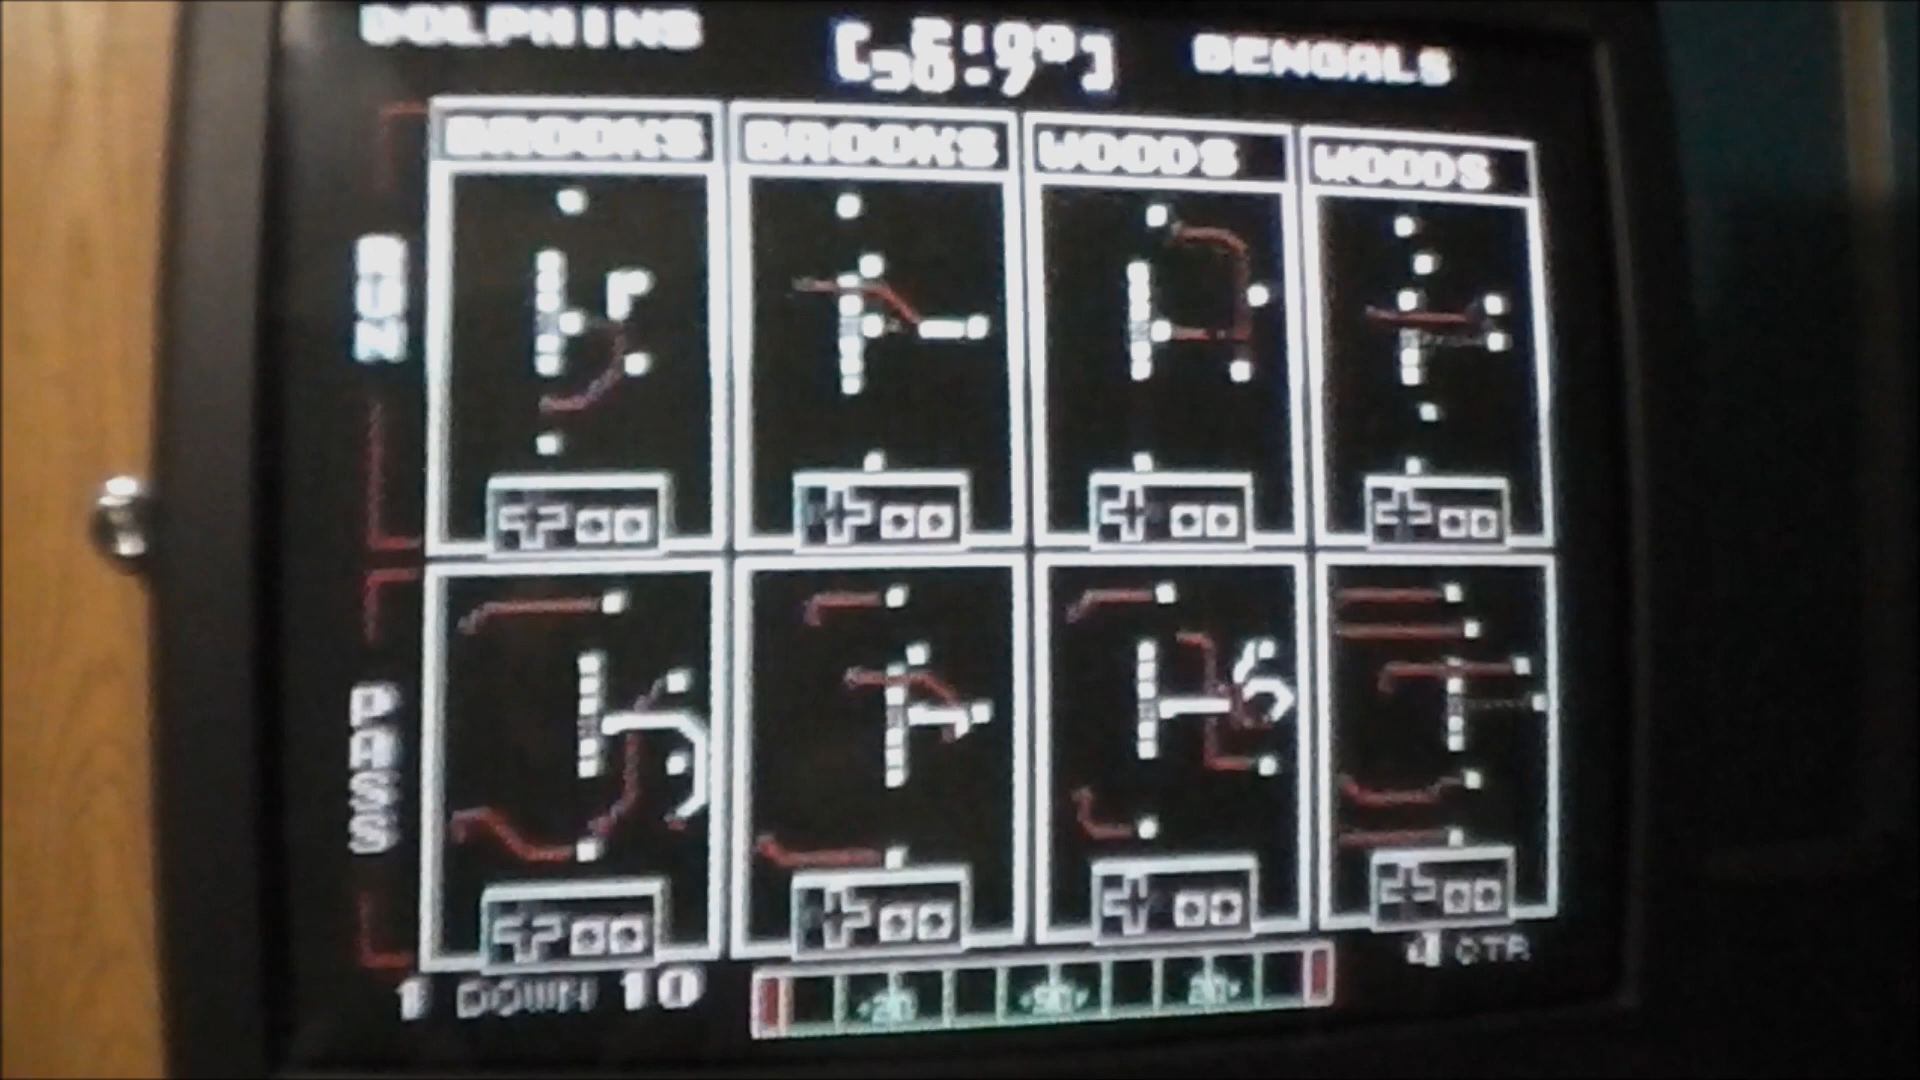 DOLPHINS
BENGALS
BROOKS BROOKS WOODS WOODS
RUN
PASS
1 DOWN 10
4 QTR